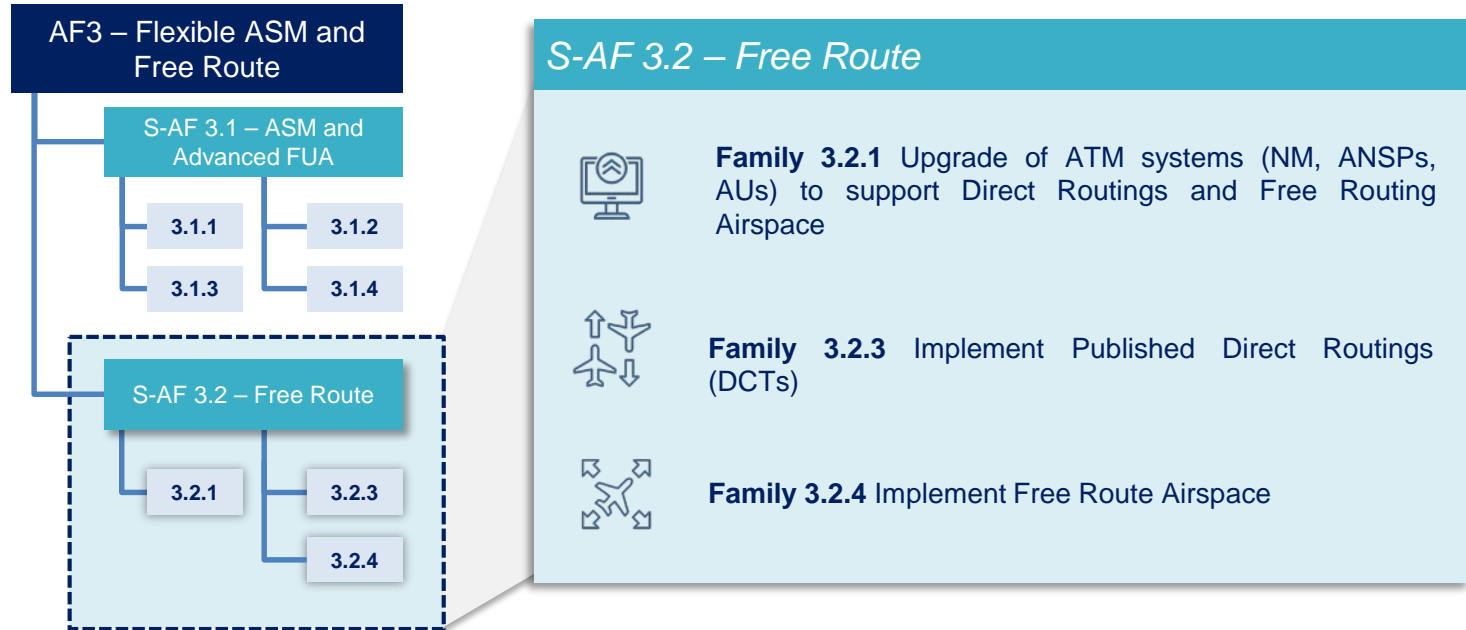 AF3 – Flexible ASM and
Free Route
S-AF 3.1 – ASM and
Advanced FUA
3.1.1
3.1.2
3.1.3
3.1.4
S-AF 3.2 – Free Route
3.2.1
3.2.3
3.2.4
S-AF 3.2 – Free Route
Family 3.2.1 Upgrade of ATM systems (NM, ANSPs,
AUs) to support Direct Routings and Free Routing
Airspace
Family 3.2.3 Implement Published Direct Routings
(DCTs)
Family 3.2.4 Implement Free Route Airspace